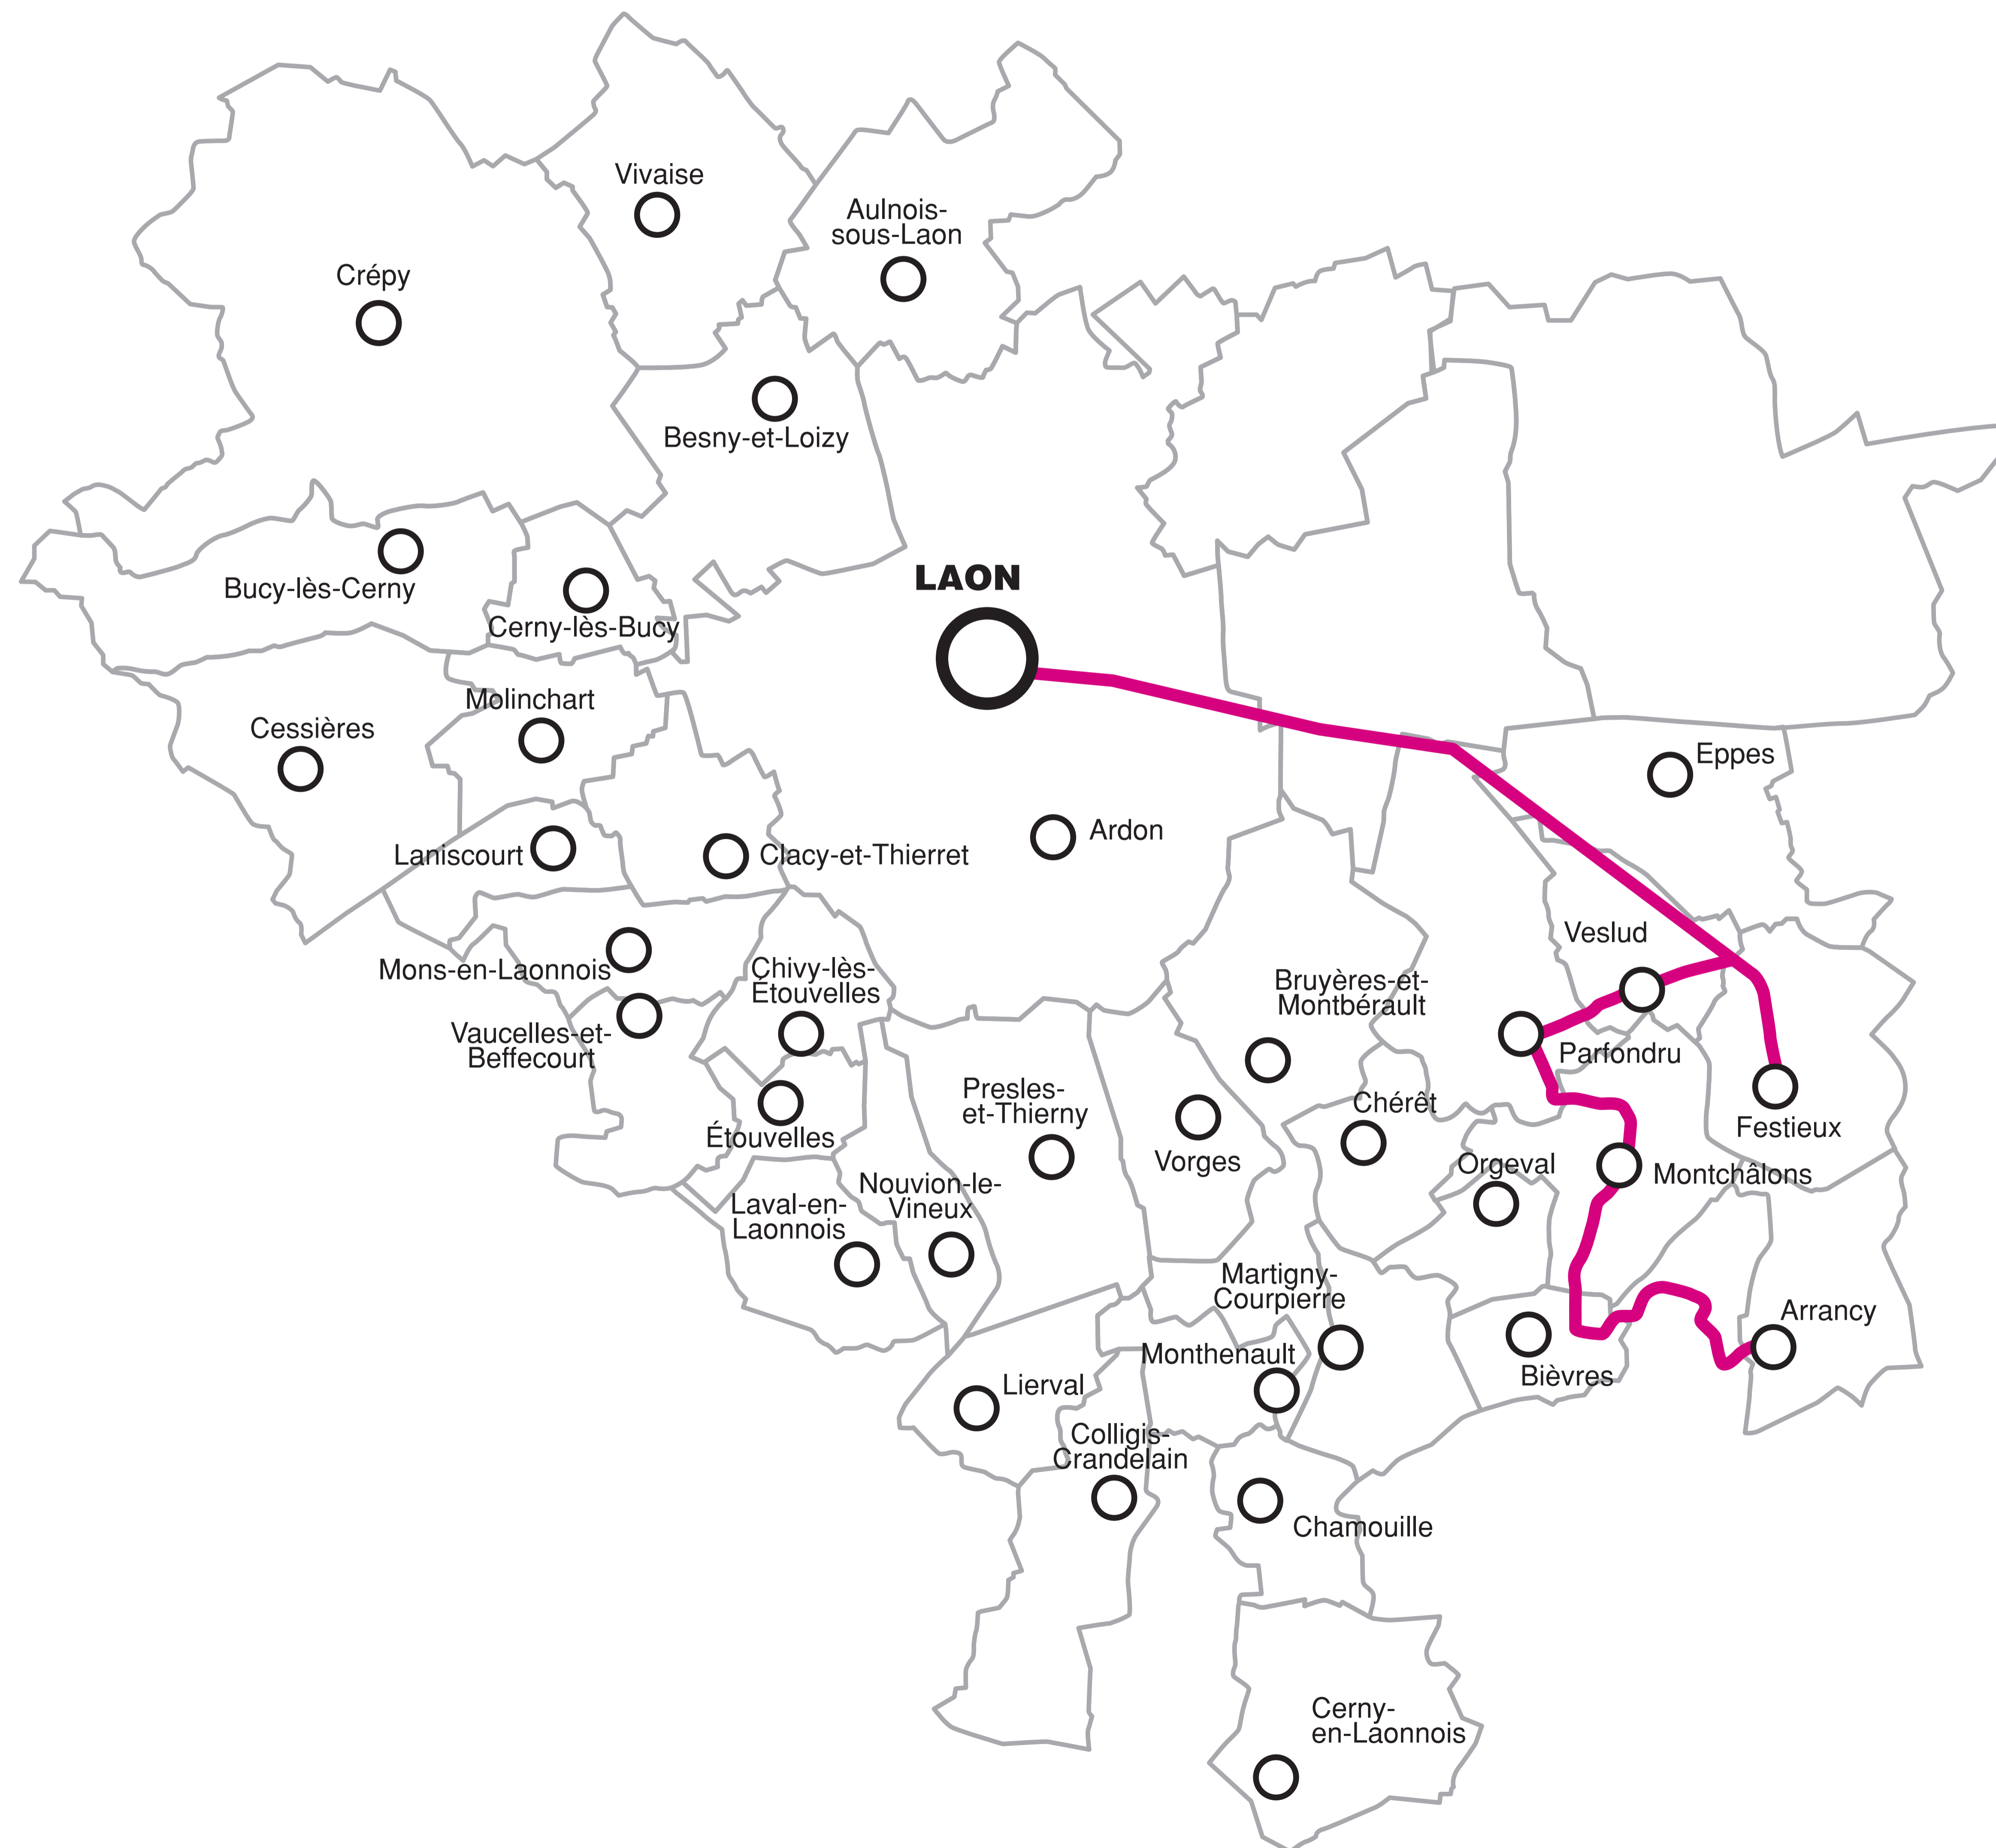 Vivaise
Aulnois-
sous-Laon
Crépy
Besny-et-Loizy
Bucy-lès-Cerny
LAON
Cerny-lès-Bucy
Molinchart
Cessières
Eppes
Ardon
Laniscourt
Clacy-et-Thierret
Veslud
Mons-en-Laonnois
Chivy-lès-
Étouvelles
Bruyères-et-
Montbérault
Vaucelles-et-
Beffecourt
Parfondru
Presles-
et-Thierny
Chérêt
Festieux
Étouvelles
Vorges
Orgeval
Montchâlons
Nouvion-le-
Vineux
Laval-en-
Laonnois
Martigny-
Courpierre
Arrancy
Monthenault
Bièvres
Lierval
Colligis-
Crandelain
Chamouille
Cerny-
en-Laonnois